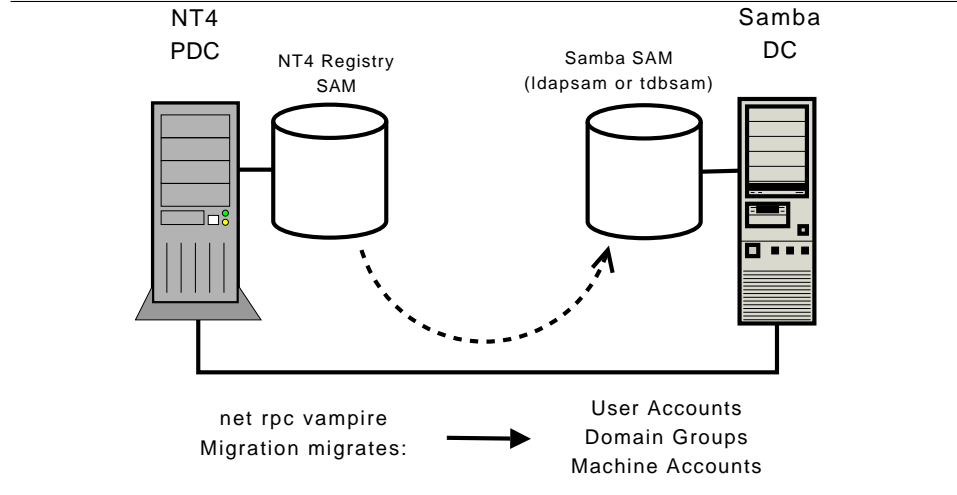 NT4
PDC
NT4 Registry
SAM
Samba SAM
(ldapsam or tdbsam)
Samba
DC
net rpc vampire
Migration migrates:
User Accounts
Domain Groups
Machine Accounts